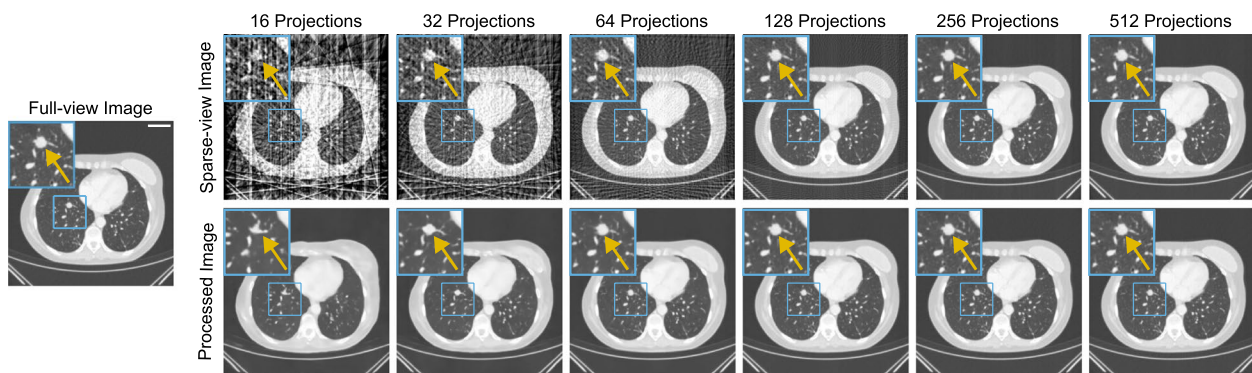 16 Projections
32 Projections
64 Projections
128 Projections
256 Projections
512 Projections
Sparse-view Image
Full-view Image
Processed Image